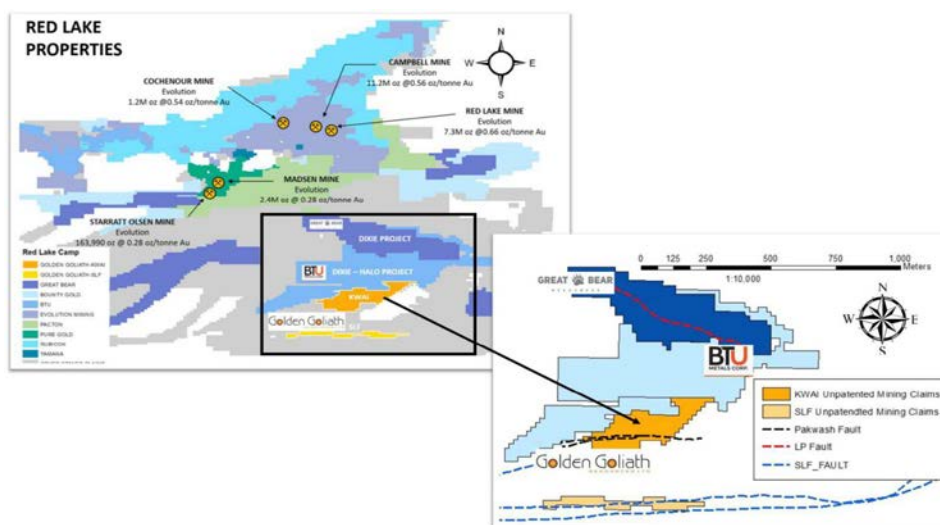 RED LAKE
PROPERTIES
N
W
E
S
CAMPBELL MINE
Evolution
11.2M oz @0.56 oz/tonne Au
COCHENOUR MINE
Evolution
1.2M oz @0.54 oz/tonne Au
RED LAKE MINE
Evolution
7.3M oz @0.66 oz/tonne Au
MADSEN MINE
Evolution
2.4M oz @ 0.28 oz/tonne Au
STARRATT OLSEN MINE
Evolution
163,990 oz @ 0.28 oz/tonne Au
GREAT BEAR
DIXIE PROJECT
BTU
DIXIE – HALO PROJECT
KWAI
Golden Goliath
SLF
Red Lake Camp
GOLDEN GOLIATH-KWAI
GOLDEN GOLIATH-SLF
GREAT BEAR
BOUNTY GOLD
BTU
EVOLUTION MINING
PACTON
PURE GOLD
RUBICON
0 125 250 500 750 1,000
Meters
1:10,000
GREAT BEAR
RESOURCES
N
W
E
S
BTU
METALS CORP.
KWAI Unpatented Mining Claims
SLF Unpatendted Mining Claims
Pakwash Fault
LP Fault
SLF_FAULT
Golden Goliath
RESOURCES LTD